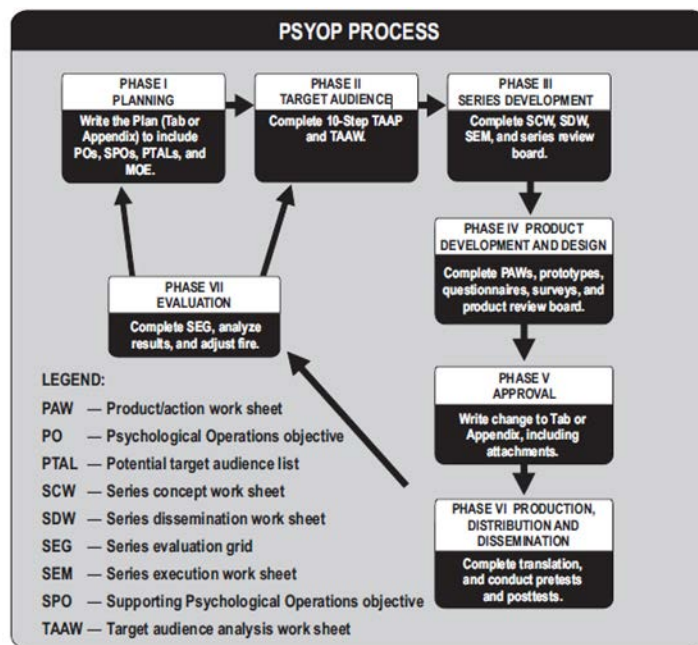 PSYOP PROCESS
PHASE I
PLANNING
Write the Plan (Tab or
Appendix) to include
POs, SPOs, PTALs, and
MOE.
PHASE II
TARGET AUDIENCE
Complete 10-Step TAAP
and TAAW.
PHASE III
SERIES DEVELOPMENT
Complete SCW, SDW,
SEM, and series review
board.
PHASE IV PRODUCT
DEVELOPMENT AND DESIGN
Complete PAWs, prototypes,
questionnaires, surveys, and
product review board.
PHASE V
APPROVAL
Write change to Tab or
Appendix, including
attachments.
PHASE VI PRODUCTION,
DISTRIBUTION AND
DISSEMINATION
Complete translation,
and conduct pretests
and posttests.
PHASE VII
EVALUATION
Complete SEG, analyze
results, and adjust fire.
LEGEND:
PAW — Product/action work sheet
PO — Psychological Operations objective
PTAL — Potential target audience list
SCW — Series concept work sheet
SDW — Series dissemination work sheet
SEG — Series evaluation grid
SEM — Series execution work sheet
SPO — Supporting Psychological Operations objective
TAAW — Target audience analysis work sheet